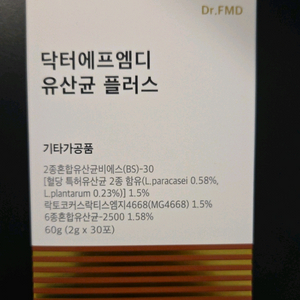 Dr.FMD
닥터에프엠디
유산균 플러스
기타가공품
2종혼합유산균비에스(BS)-30
[혈당 특허유산균 2종 함유(L.paracasei 0.58%,
L.plantarum 0.23%)] 1.5%
락토코커스락티스엠지4668(MG4668) 1.5%
6종혼합유산균-2500 1.58%
60g (2g x 30포)